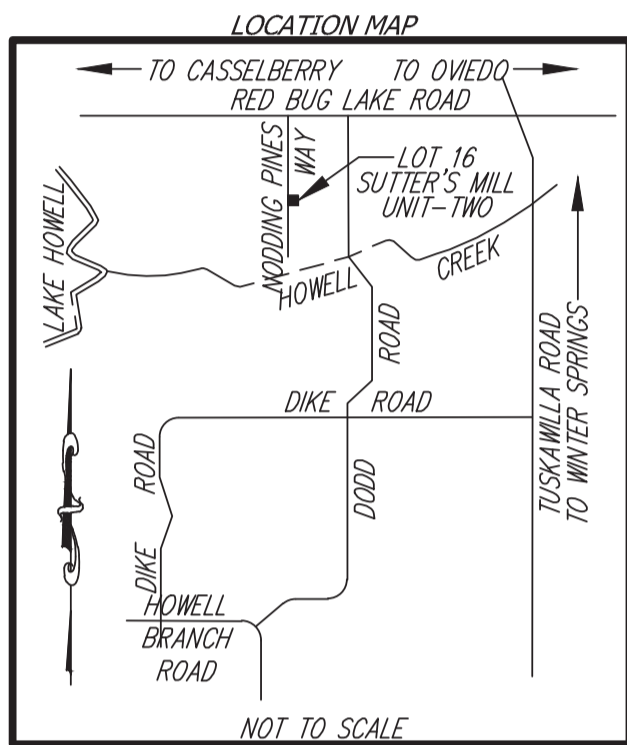 LOCATION MAP
TO CASSELBERRY
TO OVIEDO
RED BUG LAKE ROAD
NODDING PINES
WAY
LOT 16
SUTTER'S MILL
UNIT-TWO
LAKE HOWELL
HOWELL
CREEK
ROAD
TUSKAWILLA ROAD
TO WINTER SPRINGS
DIKE ROAD
ROAD
DODD
DIKE
HOWELL
BRANCH
ROAD
NOT TO SCALE